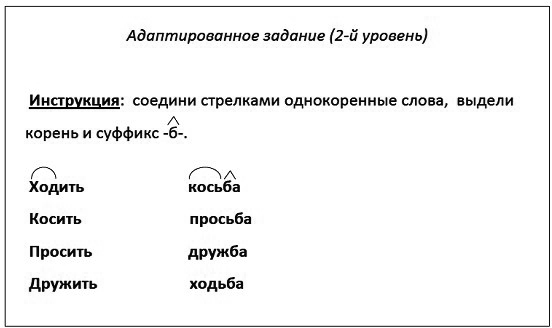 Адаптированное задание (2-й уровень)
Инструкция: соедини стрелками однокоренные слова, выдели
корень и суффикс -б-.
Ходить косьба
Косить просьба
Просить дружба
Дружить ходьба